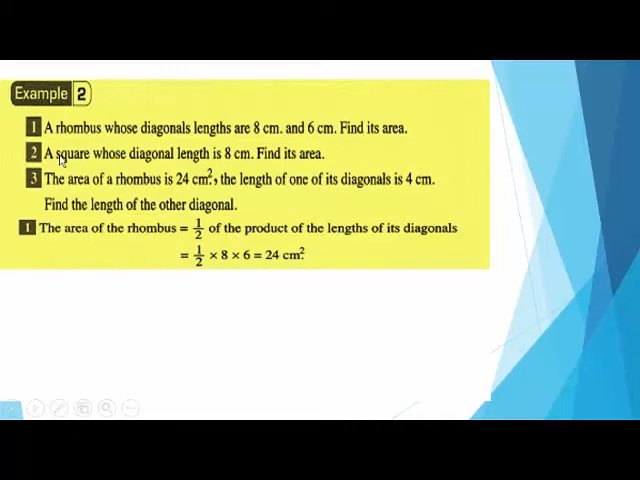 Example 2
1 A rhombus whose diagonals lengths are 8 cm. and 6 cm. Find its area.
2 A square whose diagonal length is 8 cm. Find its area.
3 The area of a rhombus is 24 cm², the length of one of its diagonals is 4 cm.
Find the length of the other diagonal.
1 The area of the rhombus = 1/2 of the product of the lengths of its diagonals
= 1/2 × 8 × 6 = 24 cm²